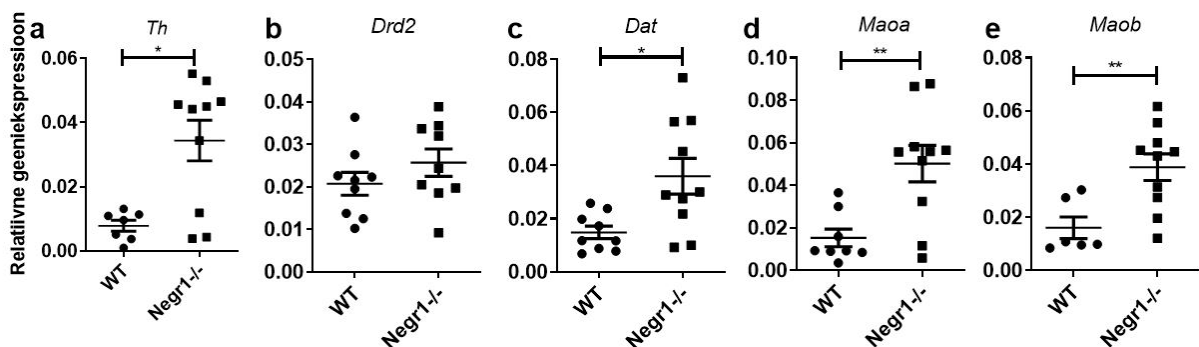 Relatiivne geeniekspressioon
a
Th
*
0.06
0.04
0.02
0.00
WT
Negr1-/-
b
Drd2
0.05
0.04
0.03
0.02
0.01
0.00
WT
Negr1-/-
c
Dat
*
0.08
0.06
0.04
0.02
0.00
WT
Negr1-/-
d
Maoa
**
0.10
0.08
0.06
0.04
0.02
0.00
WT
Negr1-/-
e
Maob
**
0.08
0.06
0.04
0.02
0.00
WT
Negr1-/-